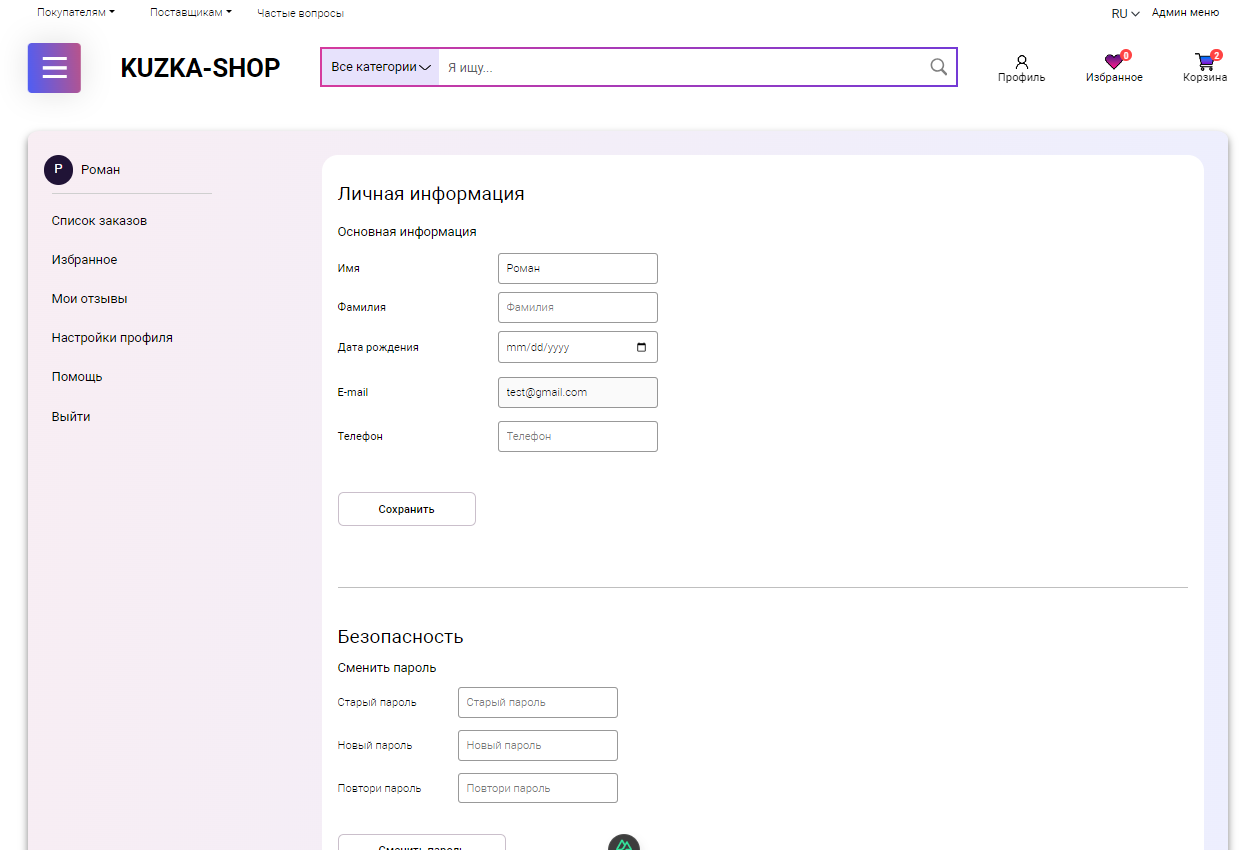 Покупателям Поставщикам Частые вопросы RU Админ меню
KUZKA-SHOP Все категории Я ищу... 0 2
Профиль Избранное Корзина
Р Роман
Список заказов
Избранное
Мои отзывы
Настройки профиля
Помощь
Выйти
Личная информация
Основная информация
Имя Роман
Фамилия Фамилия
Дата рождения mm/dd/yyyy
E-mail test@gmail.com
Телефон Телефон
Сохранить
Безопасность
Сменить пароль
Старый пароль Старый пароль
Новый пароль Новый пароль
Повтори пароль Повтори пароль
Сменить пароль